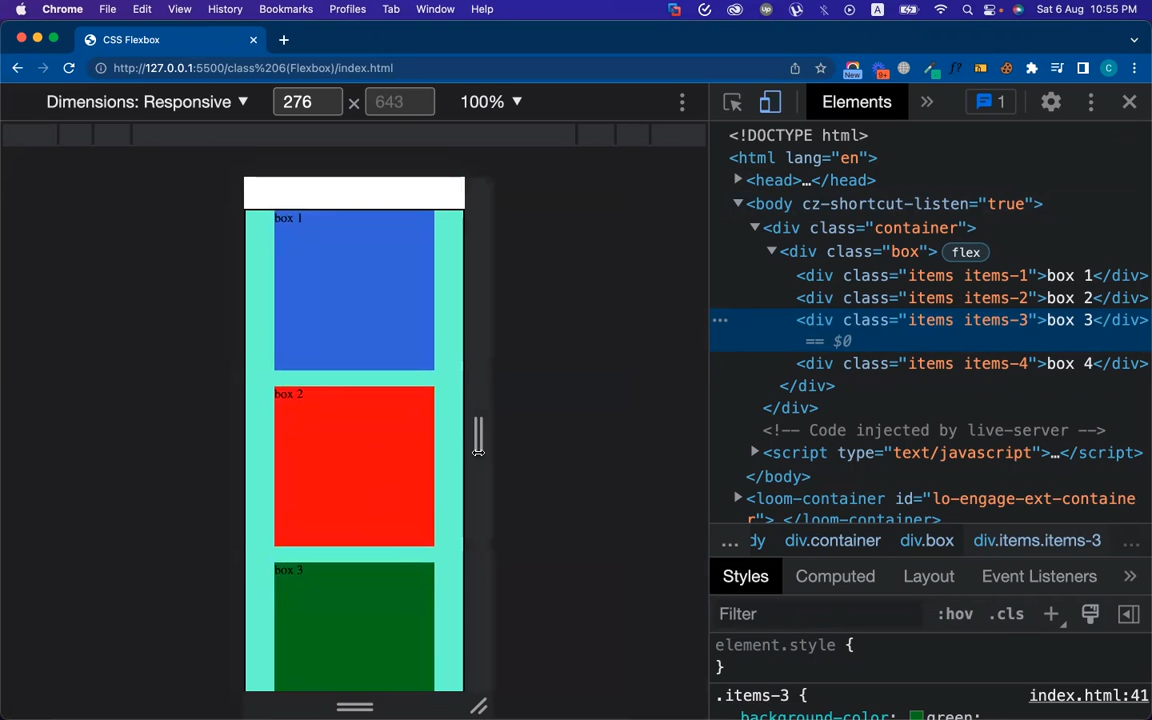 Chrome File Edit View History Bookmarks Profiles Tab Window Help Up A Sat 6 Aug 10:55 PM
CSS Flexbox
http://127.0.0.1:5500/class%206(Flexbox)/index.html New 9+ f? C
Dimensions: Responsive 276 643 100%
Elements 1
box 1
box 2
box 3
<!DOCTYPE html>
<html lang="en">
<head>…</head>
<body cz-shortcut-listen="true">
<div class="container">
<div class="box"> flex
<div class="items items-1">box 1</div>
<div class="items items-2">box 2</div>
<div class="items items-3">box 3</div>
== $0
<div class="items items-4">box 4</div>
</div>
</div>
<!-- Code injected by live-server -->
<script type="text/javascript">…</script>
</body>
<loom-container id="lo-engage-ext-containe
r"> </loom-container>
… dy div.container div.box div.items.items-3 …
Styles Computed Layout Event Listeners
Filter :hov .cls
element.style {
}
.items-3 { index.html:41
background-color: green;